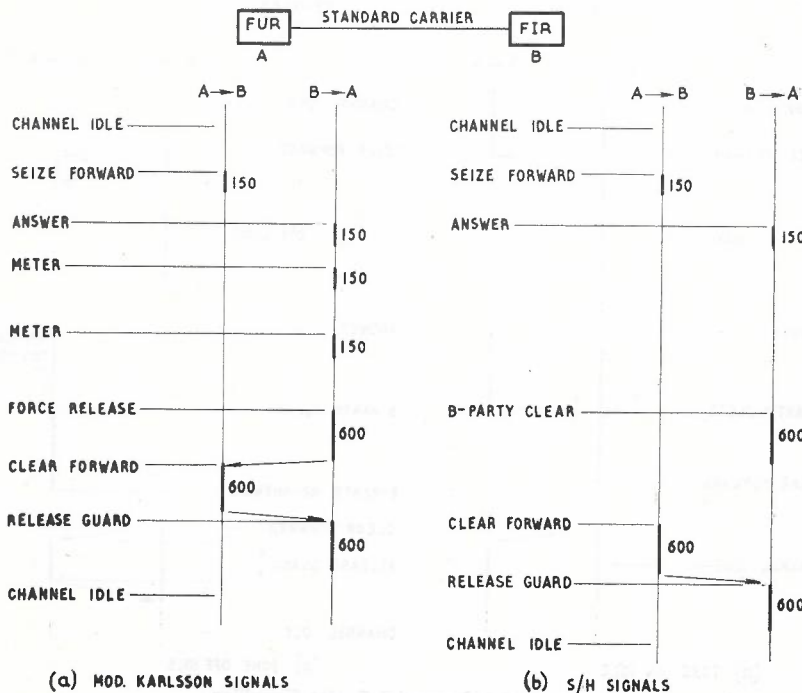 FUR STANDARD CARRIER FIR
A B
A→B B→A
CHANNEL IDLE
SEIZE FORWARD 150
ANSWER 150
METER 150
METER 150
FORCE RELEASE 600
CLEAR FORWARD 600
RELEASE GUARD 600
CHANNEL IDLE
(a) MOD. KARLSSON SIGNALS
A→B B→A
CHANNEL IDLE
SEIZE FORWARD 150
ANSWER 150
B-PARTY CLEAR 600
CLEAR FORWARD 600
RELEASE GUARD 600
CHANNEL IDLE
(b) S/H SIGNALS